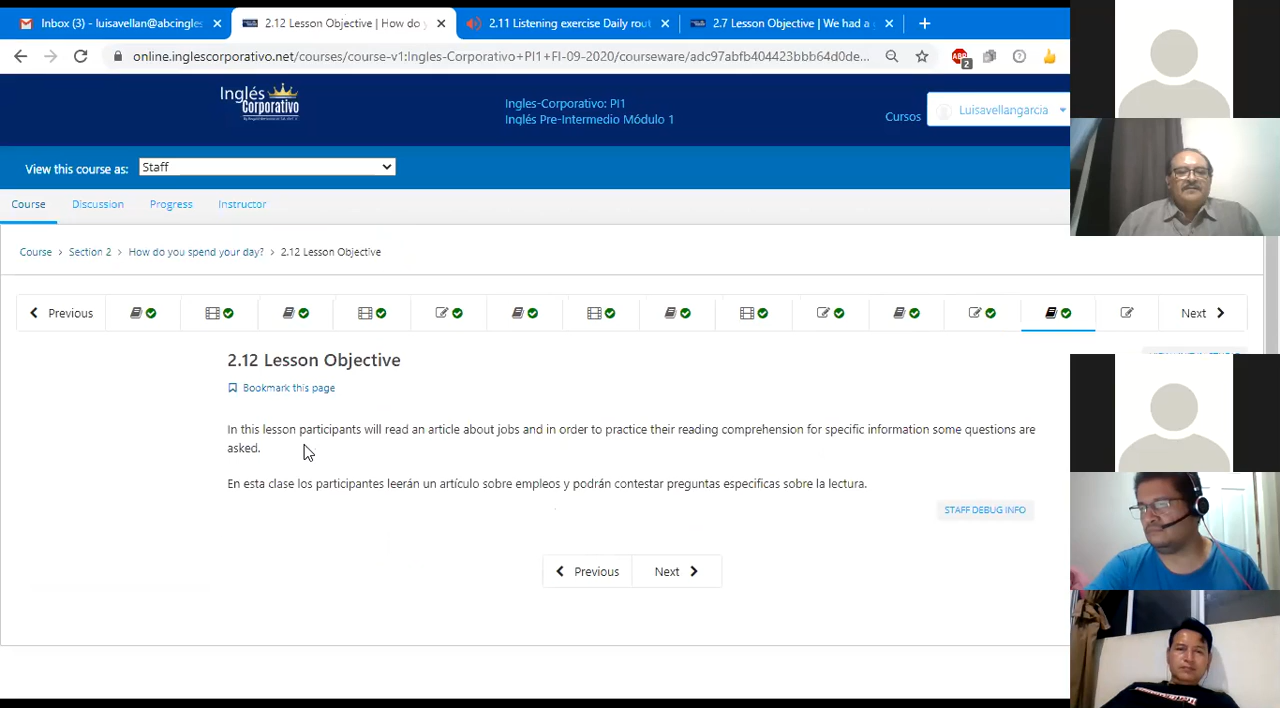 Inbox (3) - luisavellan@abcingles
2.12 Lesson Objective | How do y
2.11 Listening exercise Daily rout
2.7 Lesson Objective | We had a g
online.inglescorporativo.net/courses/course-v1:Ingles-Corporativo+PI1+FI-09-2020/courseware/adc97abfb404423bbb64d0de...
2
Inglés
Corporativo
Ingles-Corporativo: PI1
Inglés Pre-Intermedio Módulo 1
Cursos
Luisavellangarcia
View this course as:
Staff
Course
Discussion
Progress
Instructor
Course > Section 2 > How do you spend your day? > 2.12 Lesson Objective
Previous
Next
2.12 Lesson Objective
Bookmark this page
In this lesson participants will read an article about jobs and in order to practice their reading comprehension for specific information some questions are
asked.
En esta clase los participantes leerán un artículo sobre empleos y podrán contestar preguntas especificas sobre la lectura.
STAFF DEBUG INFO
Previous
Next